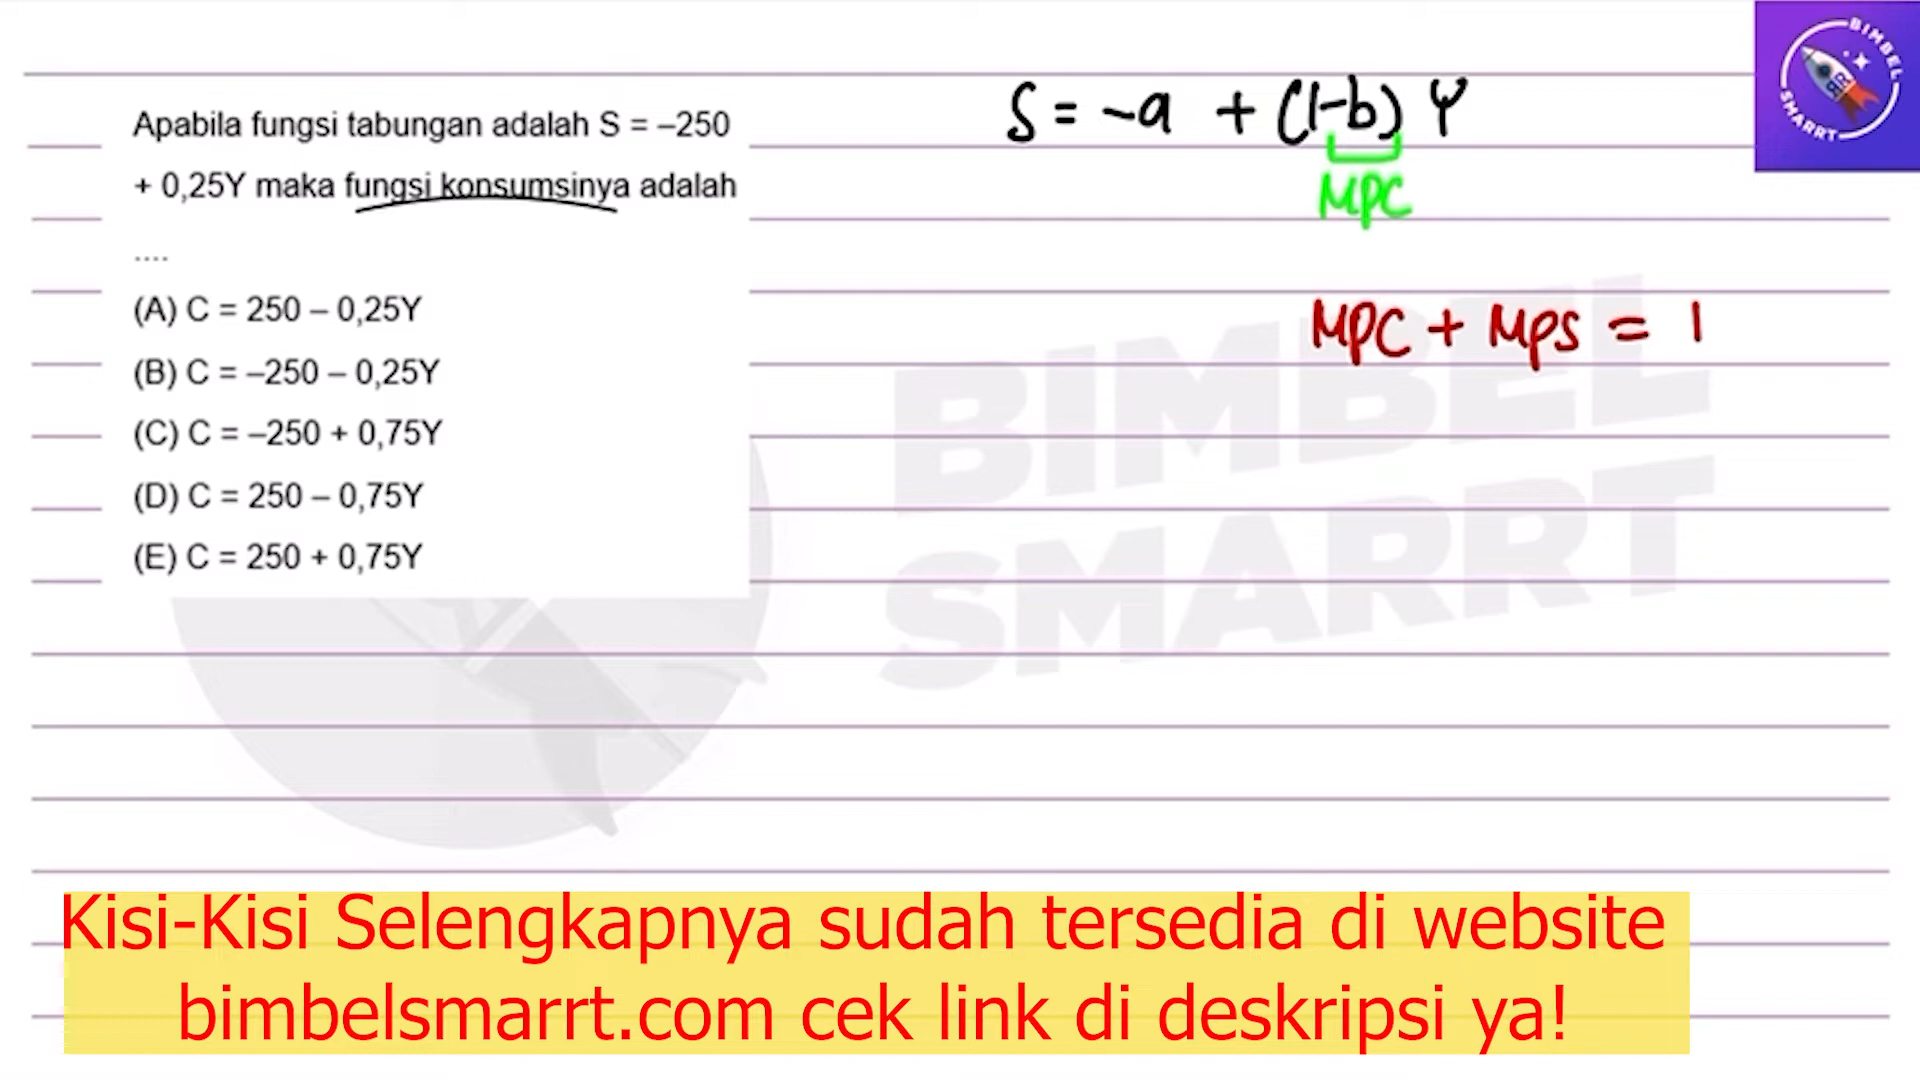 Apabila fungsi tabungan adalah S = –250
+ 0,25Y maka fungsi konsumsinya adalah
....
(A) C = 250 – 0,25Y
(B) C = –250 – 0,25Y
(C) C = –250 + 0,75Y
(D) C = 250 – 0,75Y
(E) C = 250 + 0,75Y
S = -a + (1-b) Y
MPC
MPC + MPS = 1
BIMBEL
SMARRT
BIMBEL
SMARRT
Kisi-Kisi Selengkapnya sudah tersedia di website
bimbelsmarrt.com cek link di deskripsi ya!